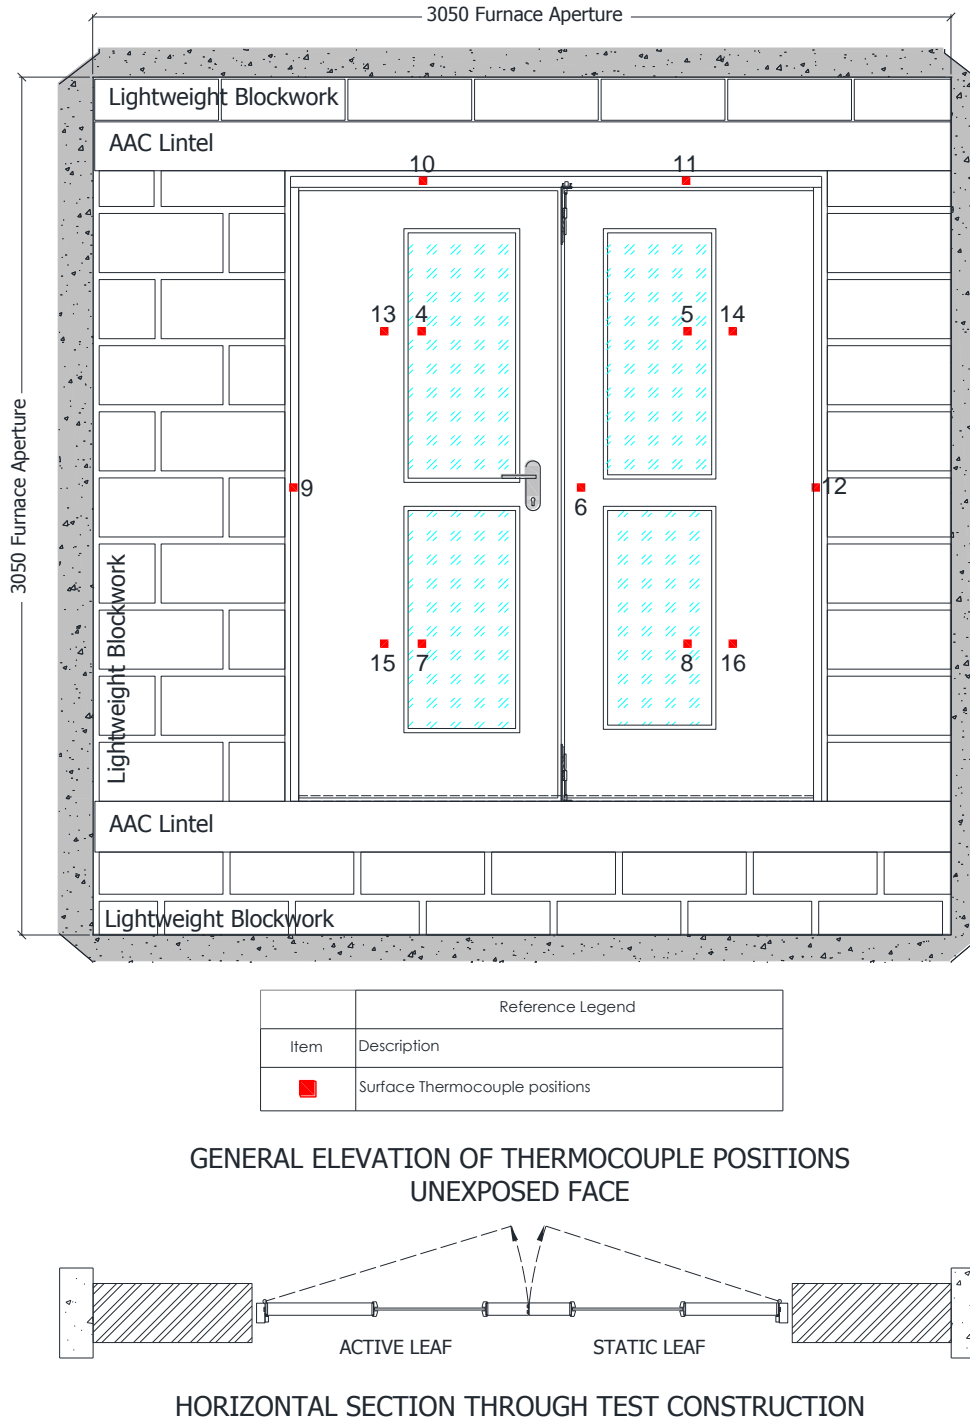 3050 Furnace Aperture
Lightweight Blockwork
AAC Lintel
10
11
13
4
5
14
3050 Furnace Aperture
9
6
12
Lightweight Blockwork
15
7
8
16
AAC Lintel
Lightweight Blockwork
Reference Legend
Item
Description
Surface Thermocouple positions
GENERAL ELEVATION OF THERMOCOUPLE POSITIONS
UNEXPOSED FACE
ACTIVE LEAF
STATIC LEAF
HORIZONTAL SECTION THROUGH TEST CONSTRUCTION